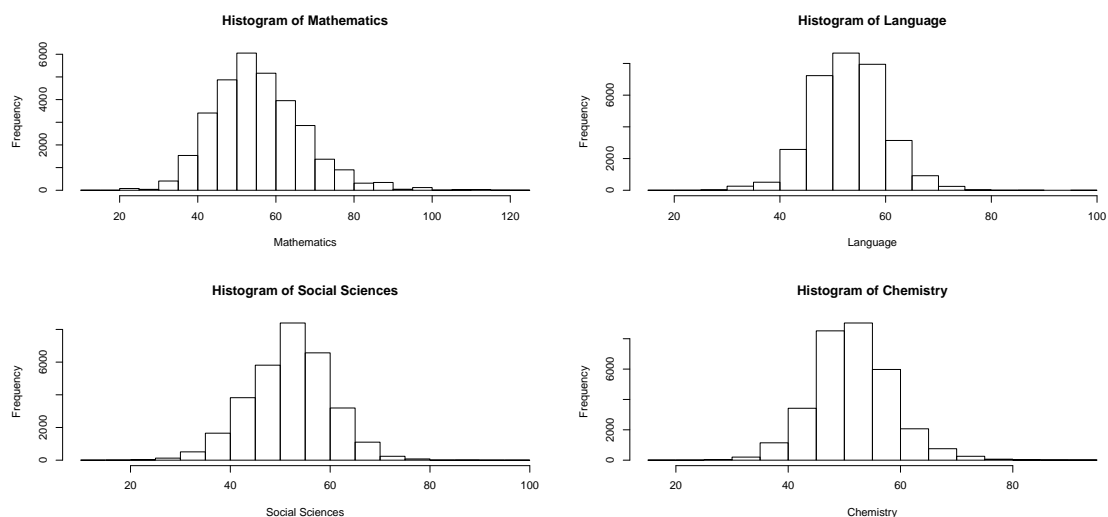 Histogram of Mathematics
Frequency
0
2000
4000
6000
20 40 60 80 100 120
Mathematics
Histogram of Language
Frequency
0
6000
20 40 60 80 100
Language
Histogram of Social Sciences
Frequency
0
2000
6000
20 40 60 80 100
Social Sciences
Histogram of Chemistry
Frequency
0
2000
6000
20 40 60 80
Chemistry